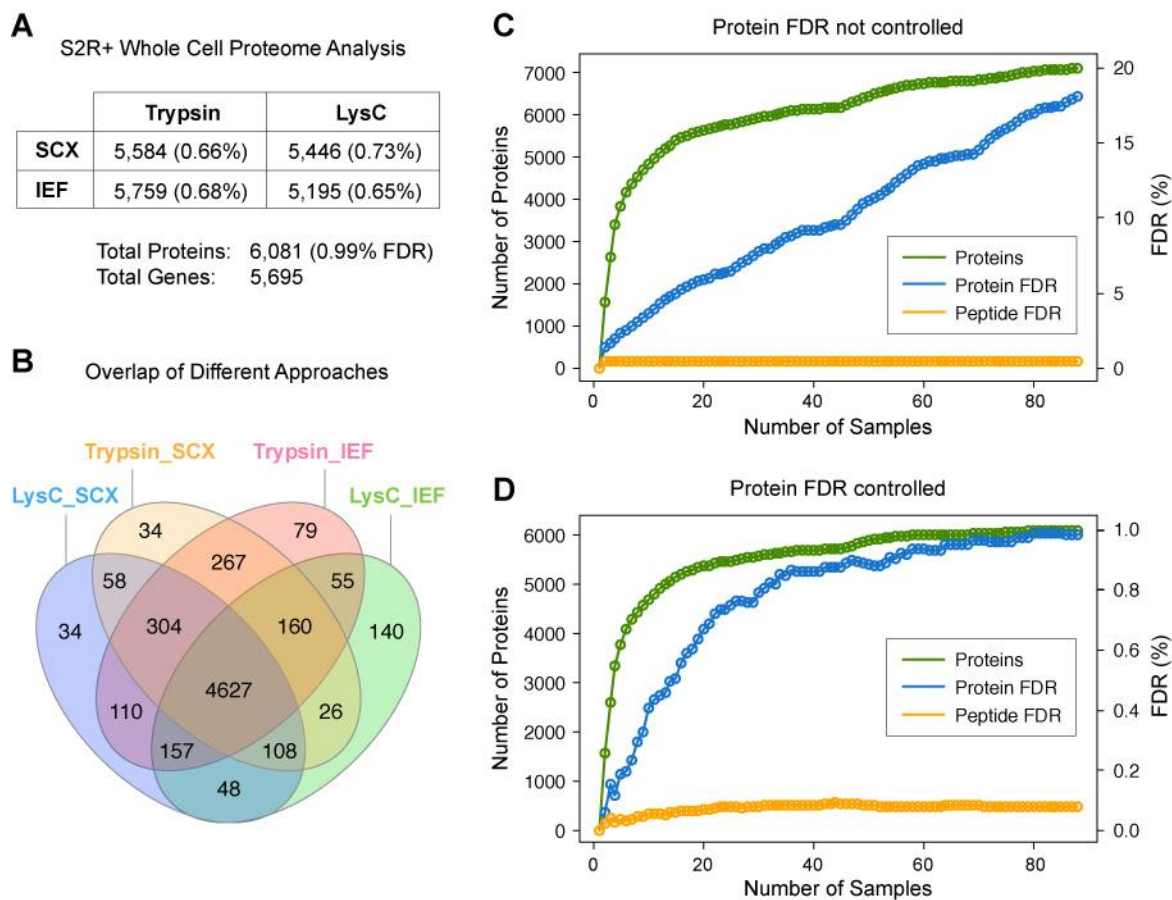 A
S2R+ Whole Cell Proteome Analysis
Trypsin LysC
SCX 5,584 (0.66%) 5,446 (0.73%)
IEF 5,759 (0.68%) 5,195 (0.65%)
Total Proteins: 6,081 (0.99% FDR)
Total Genes: 5,695
B
Overlap of Different Approaches
Trypsin_SCX Trypsin_IEF
LysC_SCX LysC_IEF
34 79
267
58 55
34 304 160 140
4627
110 26
157 108
48
C
Protein FDR not controlled
Number of Proteins
7000
6000
5000
4000
3000
2000
1000
0
FDR (%)
20
15
10
5
0
Proteins
Protein FDR
Peptide FDR
0 20 40 60 80
Number of Samples
D
Protein FDR controlled
Number of Proteins
6000
5000
4000
3000
2000
1000
0
FDR (%)
1.0
0.8
0.6
0.4
0.2
0.0
Proteins
Protein FDR
Peptide FDR
0 20 40 60 80
Number of Samples